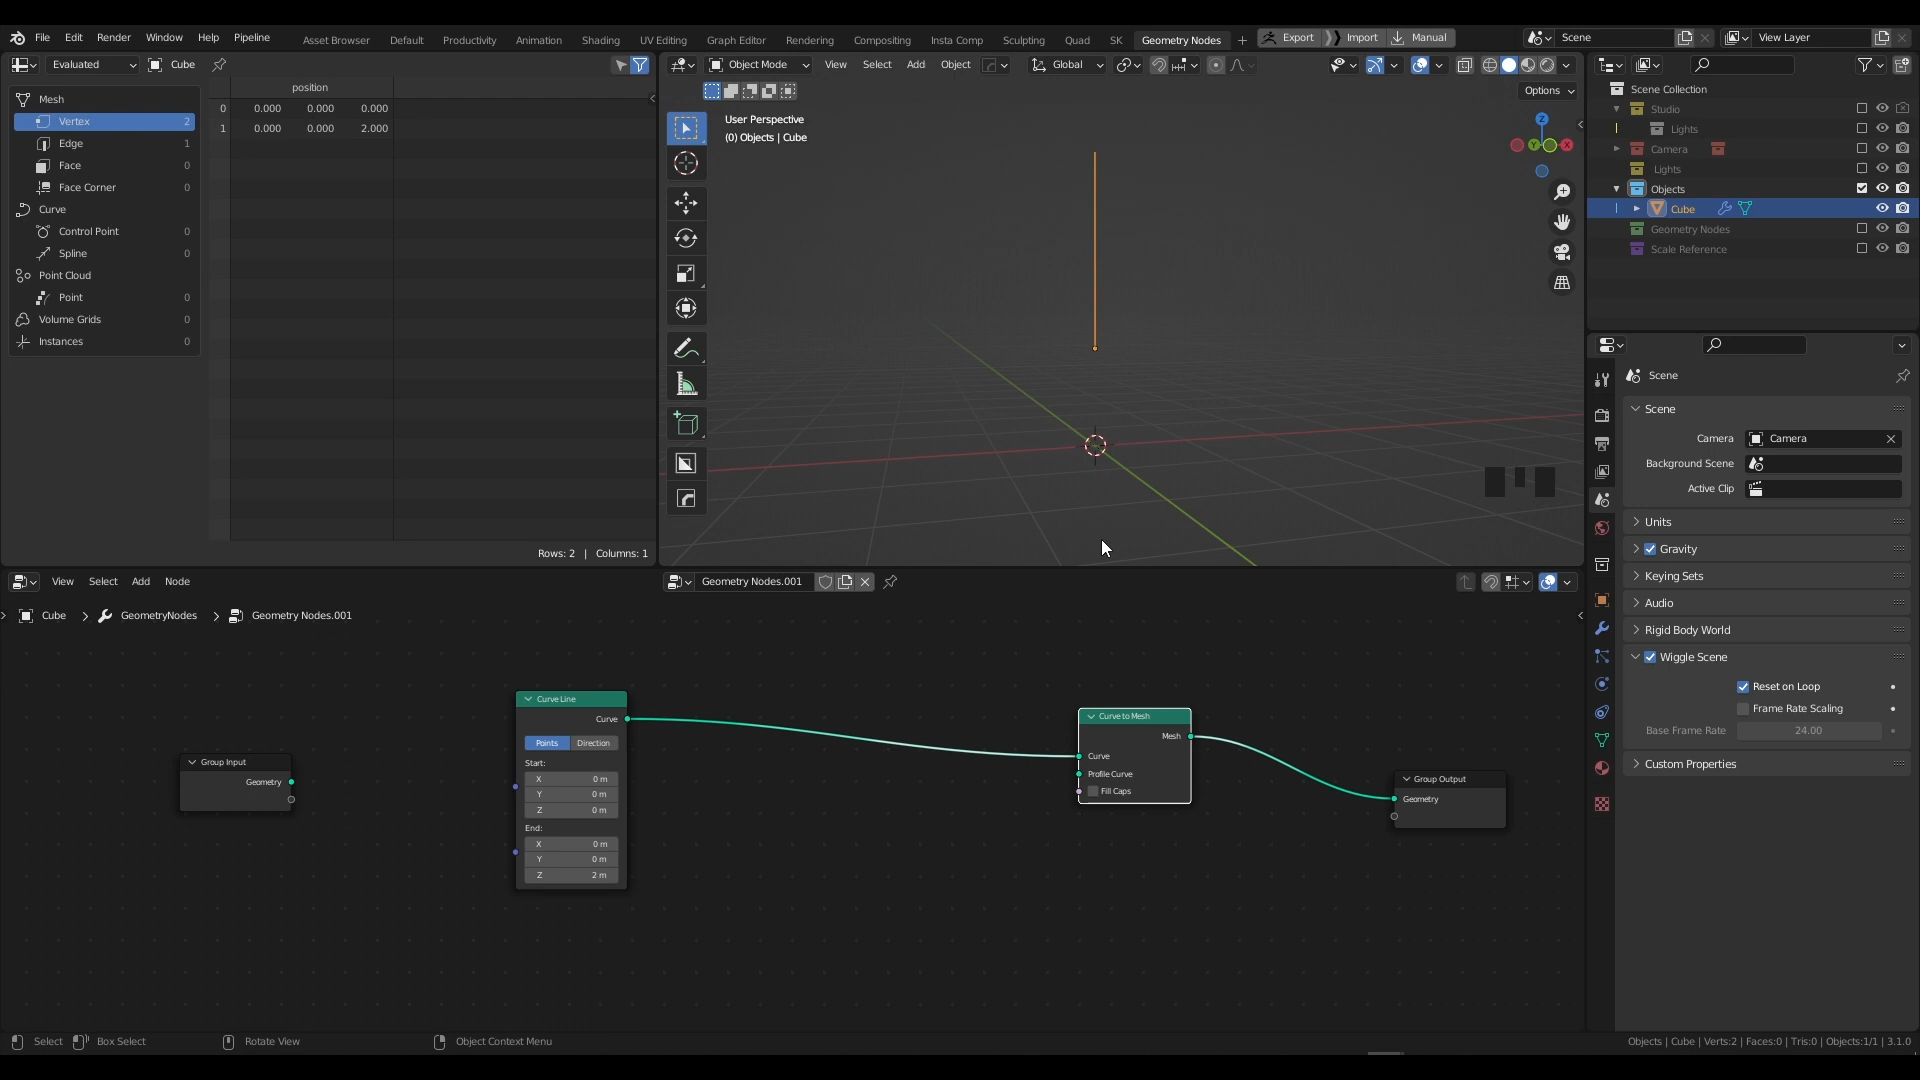 File Edit Render Window Help Pipeline Asset Browser Default Productivity Animation Shading UV Editing Graph Editor Rendering Compositing Insta Comp Sculpting Quad SK Geometry Nodes Export Import Manual Scene View Layer
Evaluated Cube
Object Mode View Select Add Object Global
Options
position
Mesh
Vertex 2
Edge 1
Face 0
Face Corner 0
Curve
Control Point 0
Spline 0
Point Cloud
Point 0
Volume Grids 0
Instances 0
0 0.000 0.000 0.000
1 0.000 0.000 2.000
Rows: 2 | Columns: 1
User Perspective
(0) Objects | Cube
Z
Y
X
Scene Collection
Studio
Lights
Camera
Lights
Objects
Cube
Geometry Nodes
Scale Reference
Scene
Scene
Camera Camera
Background Scene
Active Clip
Units
Gravity
Keying Sets
Audio
Rigid Body World
Wiggle Scene
Reset on Loop
Frame Rate Scaling
Base Frame Rate 24.00
Custom Properties
View Select Add Node Geometry Nodes.001
Cube GeometryNodes Geometry Nodes.001
Group Input
Geometry
Curve Line
Curve
Points Direction
Start:
X 0 m
Y 0 m
Z 0 m
End:
X 0 m
Y 0 m
Z 2 m
Curve to Mesh
Mesh
Curve
Profile Curve
Fill Caps
Group Output
Geometry
Select Box Select Rotate View Object Context Menu Objects | Cube | Verts:2 | Faces:0 | Tris:0 | Objects:1/1 | 3.1.0